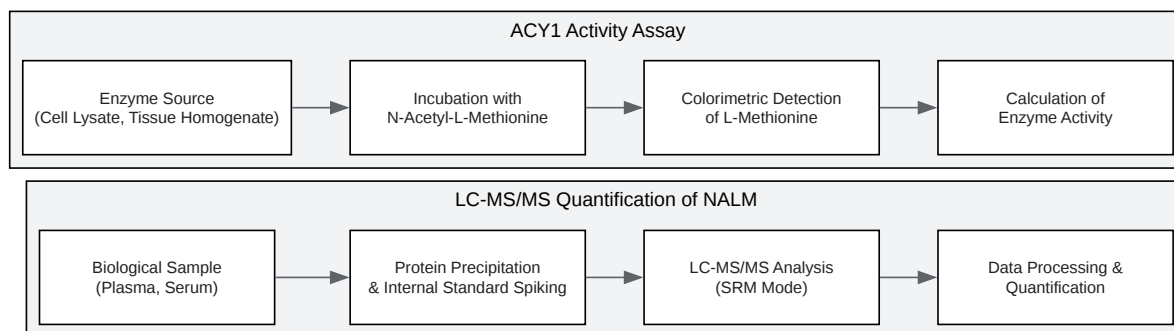 ACY1 Activity Assay
Enzyme Source
(Cell Lysate, Tissue Homogenate)
Incubation with
N-Acetyl-L-Methionine
Colorimetric Detection
of L-Methionine
Calculation of
Enzyme Activity
LC-MS/MS Quantification of NALM
Biological Sample
(Plasma, Serum)
Protein Precipitation
& Internal Standard Spiking
LC-MS/MS Analysis
(SRM Mode)
Data Processing &
Quantification